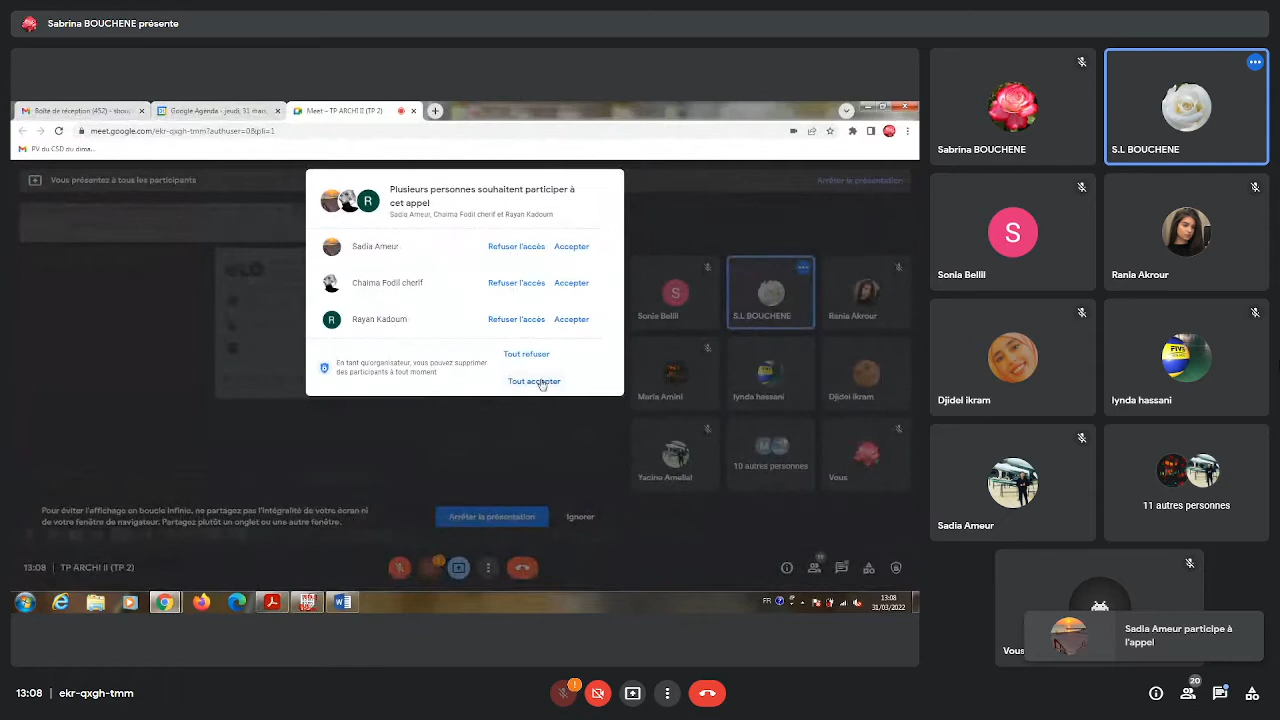 Sabrina BOUCHENE présente
Boîte de réception (452) - sbou...
Google Agenda - jeudi, 31 mars...
Meet – TP ARCHI II (TP 2)
meet.google.com/ekr-qxgh-tmm?authuser=0&pli=1
PV du CSD du dima...
Vous présentez à tous les participants
Arrêter la présentation
Plusieurs personnes souhaitent participer à
cet appel
Sadia Ameur, Chaima Fodil cherif et Rayan Kadoum
Sadia Ameur
Refuser l'accès
Accepter
Chaima Fodil cherif
Refuser l'accès
Accepter
R
Rayan Kadoum
Refuser l'accès
Accepter
En tant qu'organisateur, vous pouvez supprimer
des participants à tout moment
Tout refuser
Tout accepter
S
Sonia Bellil
S.L BOUCHENE
Rania Akrour
Maria Amini
lynda hassani
Djidel ikram
Yacine Amellal
10 autres personnes
Vous
Pour éviter l'affichage en boucle infinie, ne partagez pas l'intégralité de votre écran ni
de votre fenêtre de navigateur. Partagez plutôt un onglet ou une autre fenêtre.
Arrêter la présentation
Ignorer
13:08
TP ARCHI II (TP 2)
FR
13:08
31/03/2022
Sabrina BOUCHENE
S.L BOUCHENE
S
Sonia Bellil
Rania Akrour
Djidel ikram
lynda hassani
Sadia Ameur
11 autres personnes
Vous
Sadia Ameur participe à
l'appel
13:08
ekr-qxgh-tmm
20